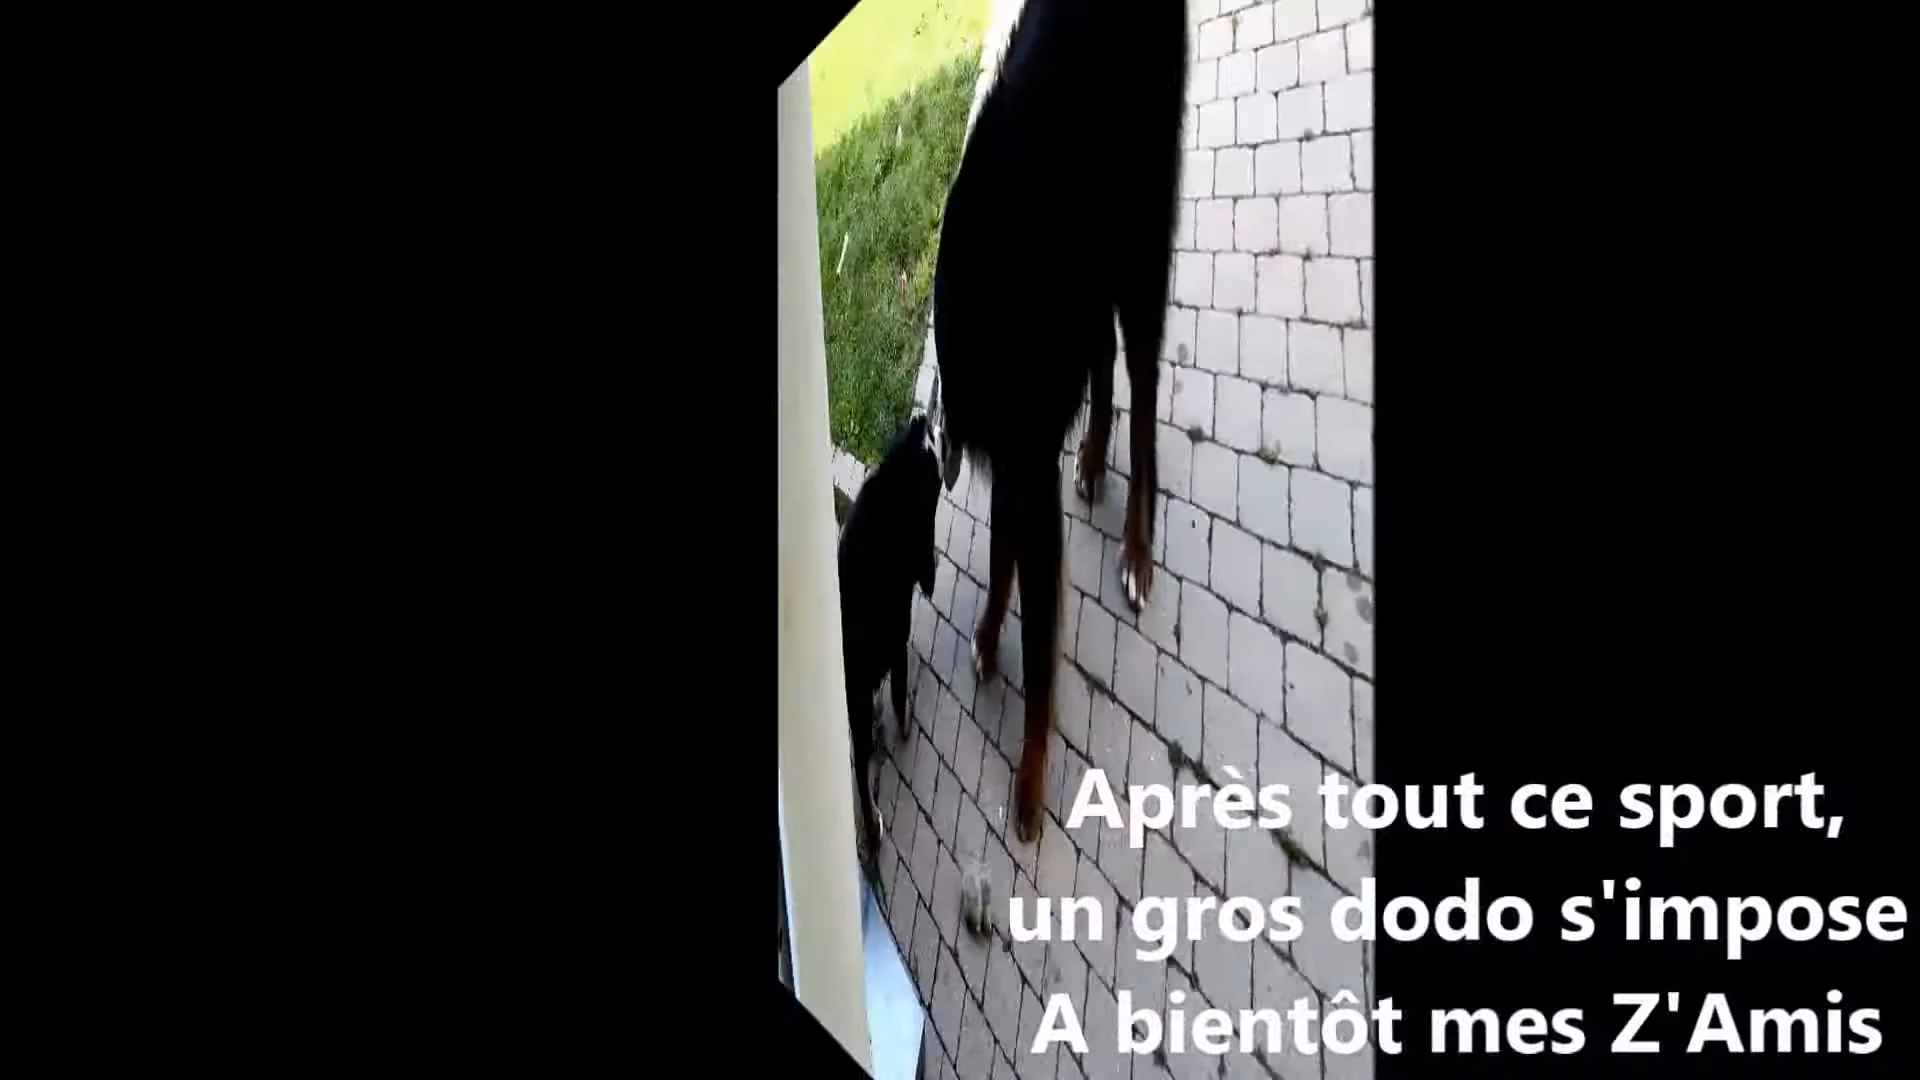 Après tout ce sport,
un gros dodo s'impose
A bientôt mes Z'Amis